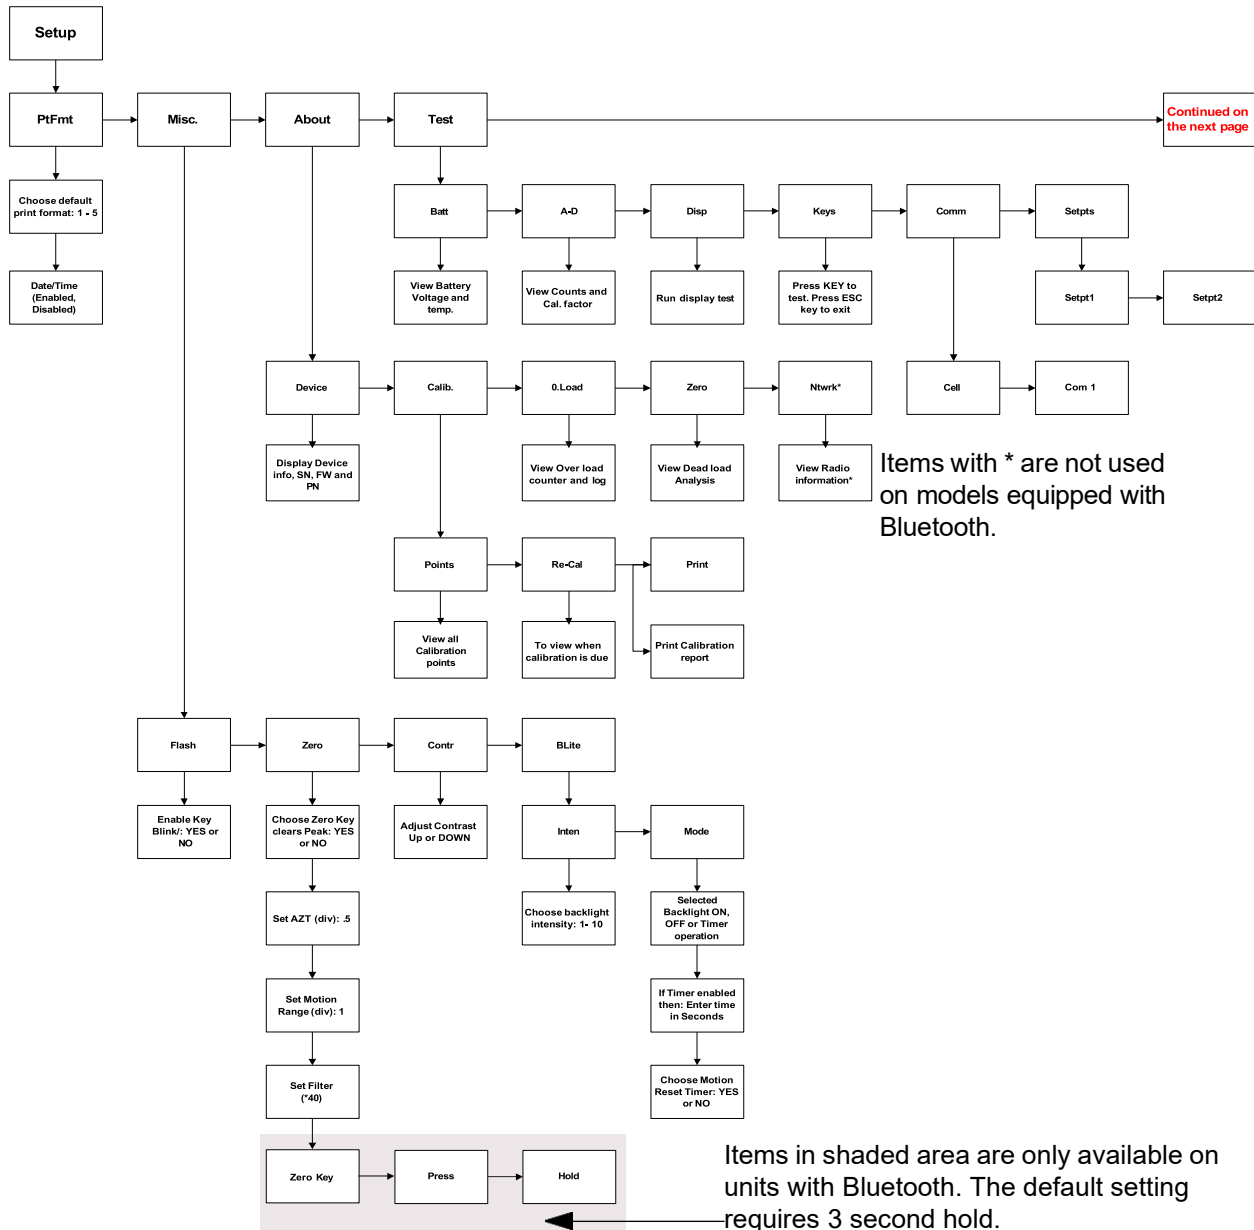 Setup
PtFmt
Misc.
About
Test
Continued on
the next page
Choose default
print format: 1 - 5
Date/Time
(Enabled,
Disabled)
Batt
A-D
Disp
Keys
Comm
Setpts
View Battery
Voltage and
temp.
View Counts and
Cal. factor
Run display test
Press KEY to
test. Press ESC
key to exit
Setpt1
Setpt2
Device
Calib.
0.Load
Zero
Ntwrk*
Cell
Com 1
Display Device
info, SN, FW and
PN
View Over load
counter and log
View Dead load
Analysis
View Radio
information*
Items with * are not used
on models equipped with
Bluetooth.
Points
Re-Cal
Print
View all
Calibration
points
To view when
calibration is due
Print Calibration
report
Flash
Zero
Contr
BLite
Enable Key
Blink/: YES or
NO
Choose Zero Key
clears Peak: YES
or NO
Adjust Contrast
Up or DOWN
Inten
Mode
Set AZT (div): .5
Choose backlight
intensity: 1- 10
Selected
Backlight ON,
OFF or Timer
operation
Set Motion
Range (div): 1
If Timer enabled
then: Enter time
in Seconds
Set Filter
(*40)
Choose Motion
Reset Timer: YES
or NO
Zero Key
Press
Hold
Items in shaded area are only available on
units with Bluetooth. The default setting
requires 3 second hold.